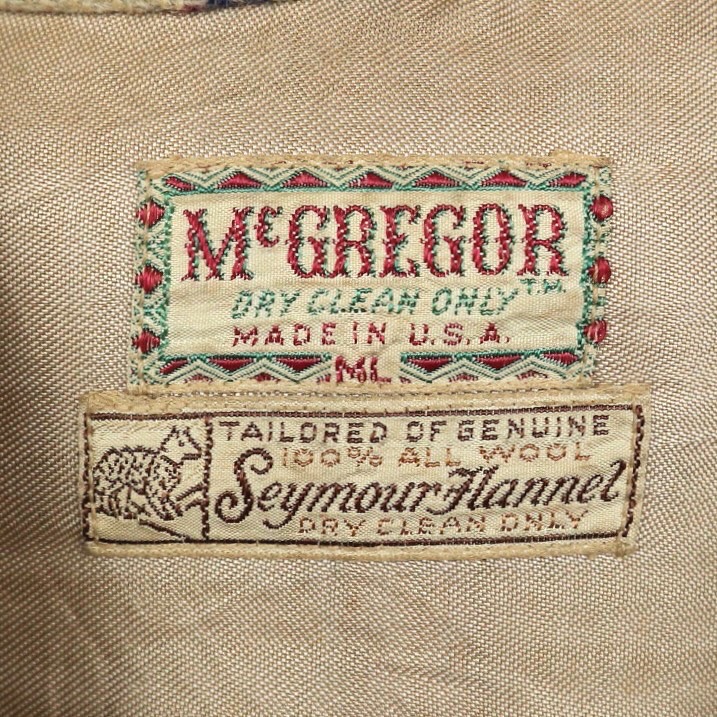 McGREGOR
DRY CLEAN ONLY™
MADE IN U.S.A.
ML
TAILORED OF GENUINE
100% ALL WOOL
Seymour Flannel
DRY CLEAN ONLY